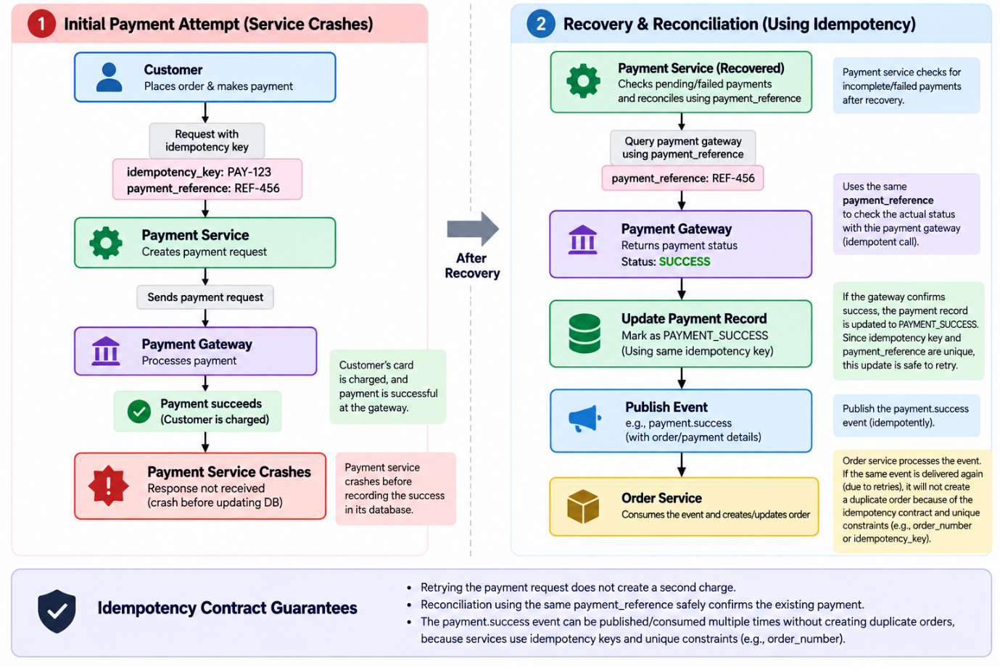 1 Initial Payment Attempt (Service Crashes)
Customer
Places order & makes payment
Request with
idempotency key
idempotency_key: PAY-123
payment_reference: REF-456
Payment Service
Creates payment request
Sends payment request
Payment Gateway
Processes payment
Customer's card
is charged, and
payment is successful
at the gateway.
Payment succeeds
(Customer is charged)
Payment Service Crashes
Response not received
(crash before updating DB)
Payment service
crashes before
recording the success
in its database.
After
Recovery
2 Recovery & Reconciliation (Using Idempotency)
Payment Service (Recovered)
Checks pending/failed payments
and reconciles using payment_reference
Payment service checks for
incomplete/failed payments
after recovery.
Query payment gateway
using payment_reference
payment_reference: REF-456
Uses the same
payment_reference
to check the actual status
with thie payment gateway
(idempotent call).
Payment Gateway
Returns payment status
Status: SUCCESS
Update Payment Record
Mark as PAYMENT_SUCCESS
(Using same idempotency key)
If the gateway confirms
success, the payment record
is updated to PAYMENT_SUCCESS.
Since idempotency key and
payment_reference are unique,
this update is safe to retry.
Publish Event
e.g., payment.success
(with order/payment details)
Publish the payment.success
event (idempotently).
Order Service
Consumes the event and creates/updates order
Order service processes the event.
If the same event is delivered again
(due to retries), it will not create
a duplicate order because of the
idempotency contract and unique
constraints (e.g., order_number
or idempotency_key).
Idempotency Contract Guarantees
• Retrying the payment request does not create a second charge.
• Reconciliation using the same payment_reference safely confirms the existing payment.
• The payment.success event can be published/consumed multiple times without creating duplicate orders,
because services use idempotency keys and unique constraints (e.g., order_number).